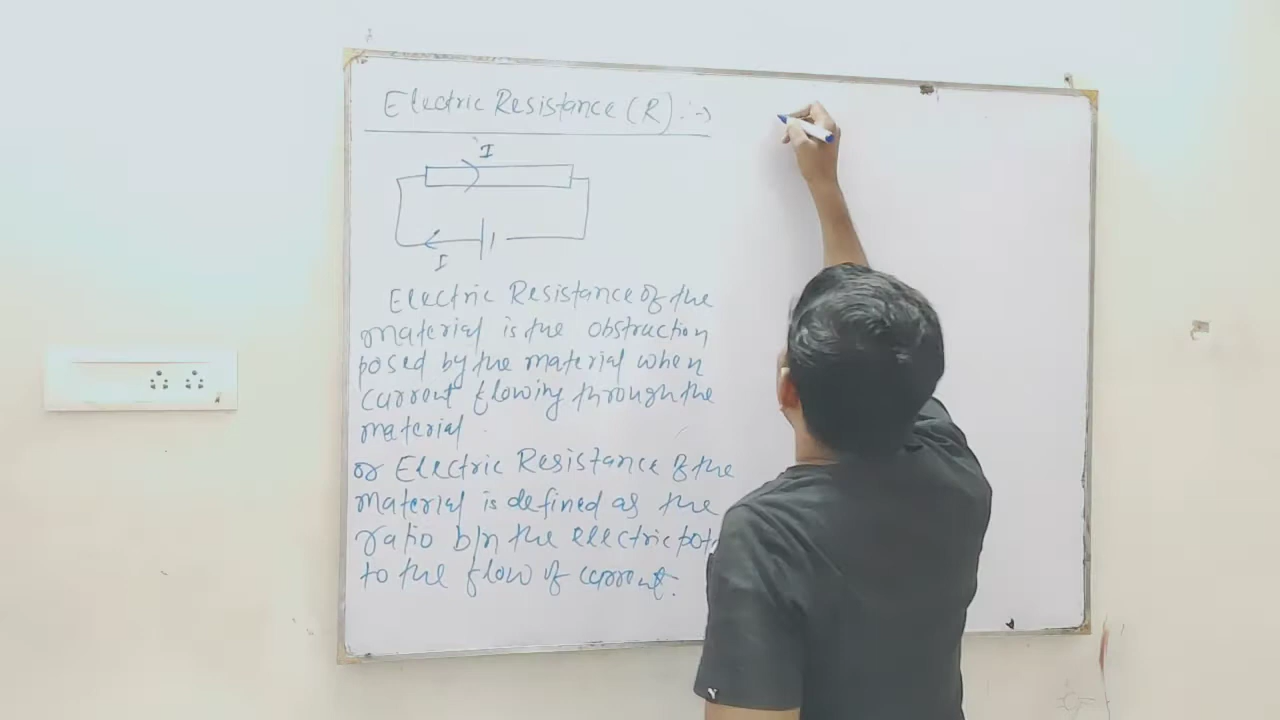 Electric Resistance (R) :->
I
I
Electric Resistance of the
material is the obstruction
posed by the material when
current flowing through the
material
or Electric Resistance of the
material is defined as the
ratio b/n the electric
to the flow of current.